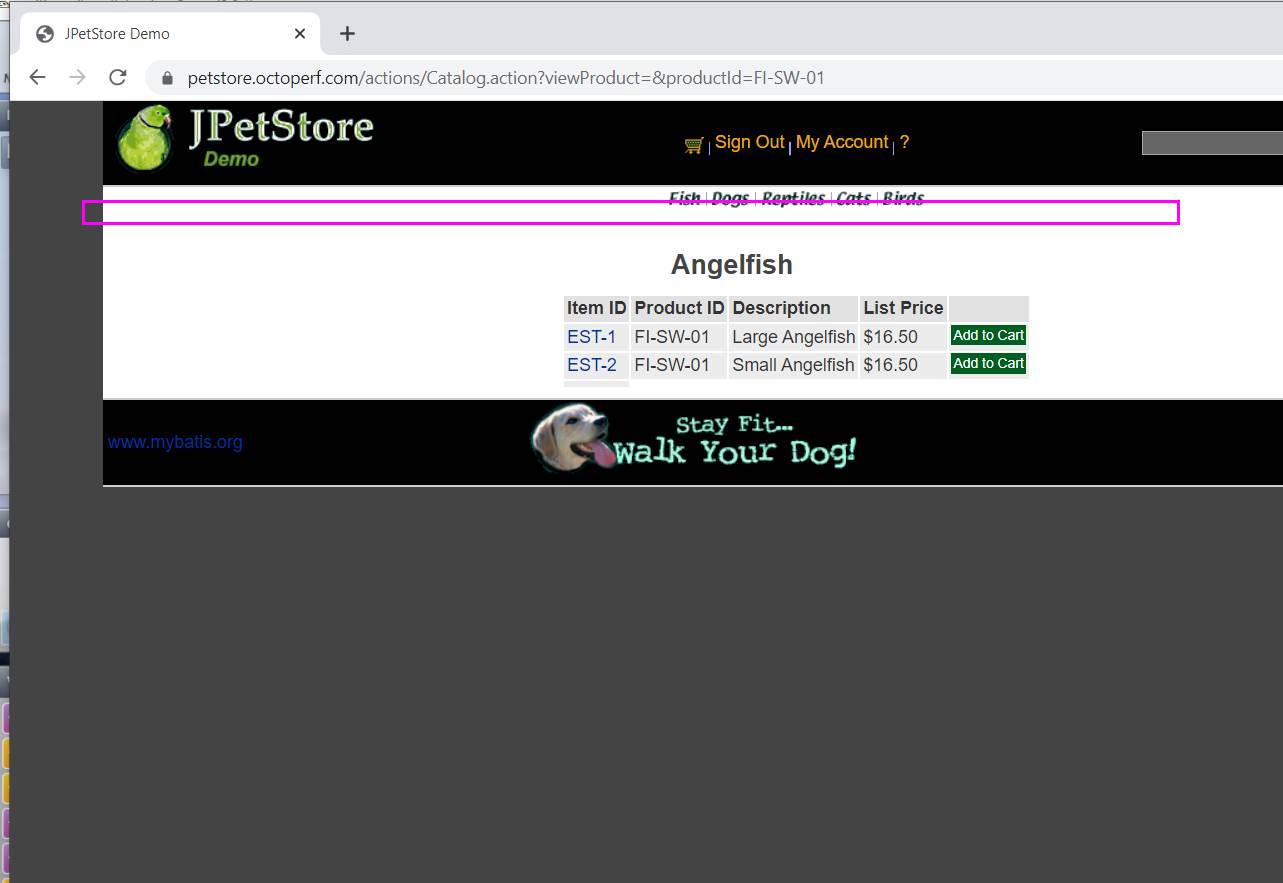 JPetStore Demo
petstore.octoperf.com/actions/Catalog.action?viewProduct=&productId=FI-SW-01
JPetStore
Demo
Sign Out | My Account | ?
Fish | Dogs | Reptiles | Cats | Birds
Angelfish
Item ID Product ID Description List Price
EST-1 FI-SW-01 Large Angelfish $16.50 Add to Cart
EST-2 FI-SW-01 Small Angelfish $16.50 Add to Cart
www.mybatis.org
Stay Fit...
Walk Your Dog!